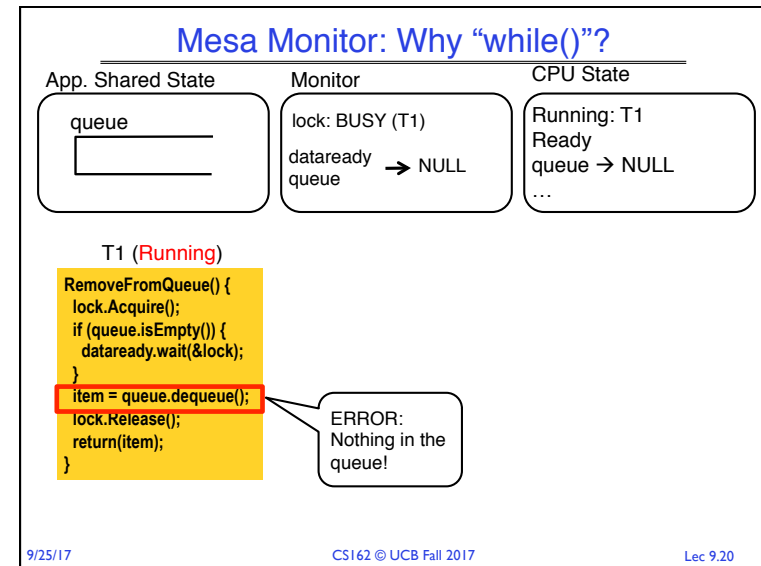 Mesa Monitor: Why “while()”?
App. Shared State
Monitor
CPU State
queue
lock: BUSY (T1)
dataready
queue
→ NULL
Running: T1
Ready
queue → NULL
…
T1 (Running)
RemoveFromQueue() {
lock.Acquire();
if (queue.isEmpty()) {
dataready.wait(&lock);
}
item = queue.dequeue();
lock.Release();
return(item);
}
ERROR:
Nothing in the
queue!
9/25/17
CS162 © UCB Fall 2017
Lec 9.20